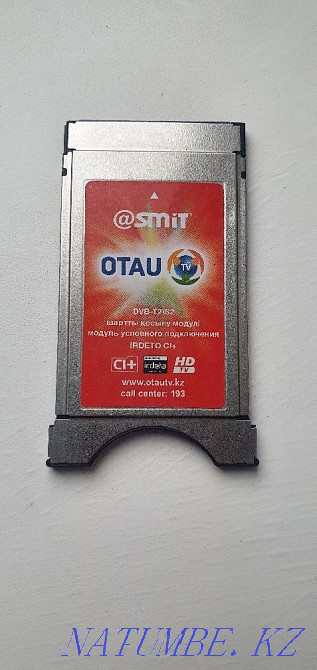 @SMiT
OTAU TV
DVB-T2/S2
шартты қосылу модулі
модуль условного подключения
IRDETO CI+
CI+ irdeto HD TV
www.otautv.kz
call center: 193
NATUMBE.KZ